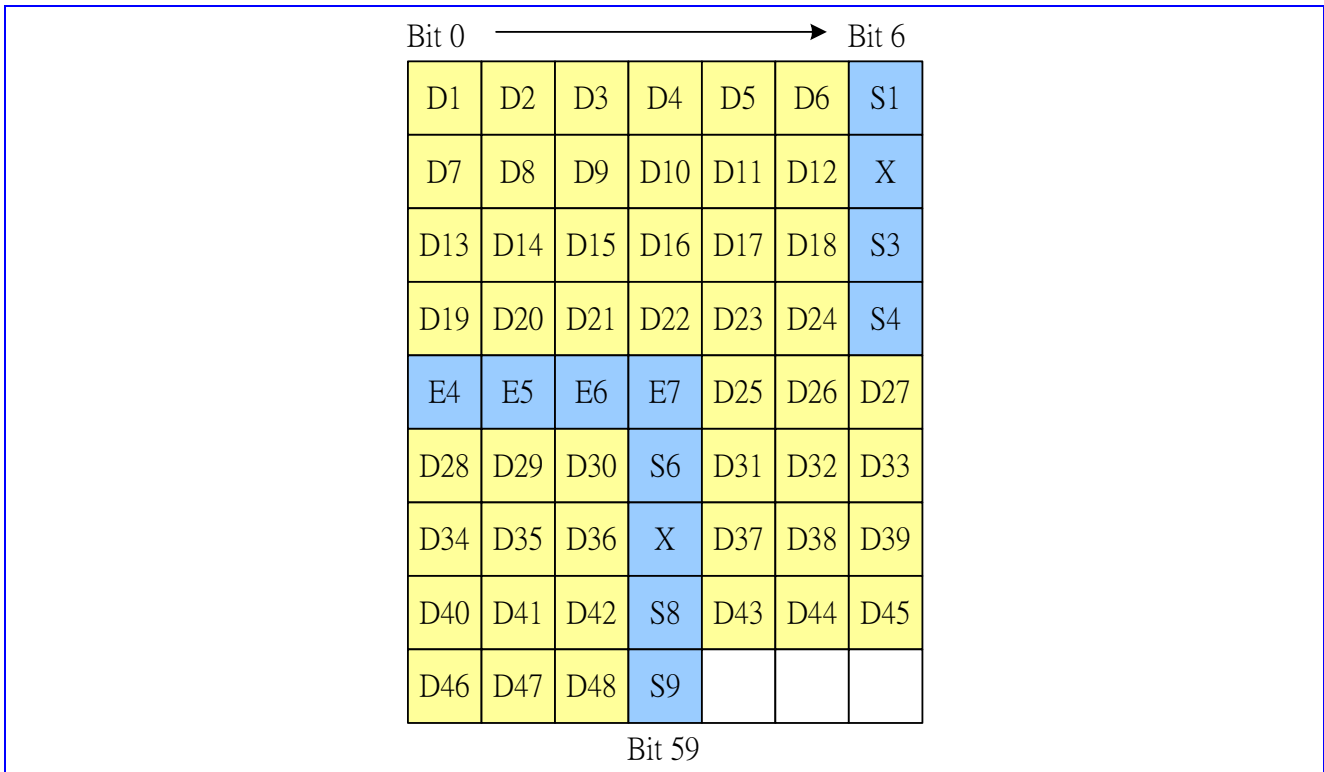 Bit 0 Bit 6
D1 D2 D3 D4 D5 D6 S1
D7 D8 D9 D10 D11 D12 X
D13 D14 D15 D16 D17 D18 S3
D19 D20 D21 D22 D23 D24 S4
E4 E5 E6 E7 D25 D26 D27
D28 D29 D30 S6 D31 D32 D33
D34 D35 D36 X D37 D38 D39
D40 D41 D42 S8 D43 D44 D45
D46 D47 D48 S9
Bit 59